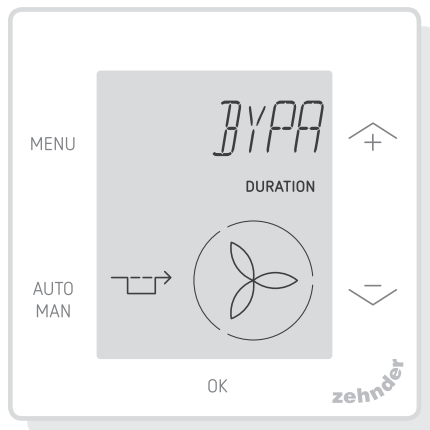 BYPA
MENU
+
DURATION
AUTO
MAN
−
OK
zehnder